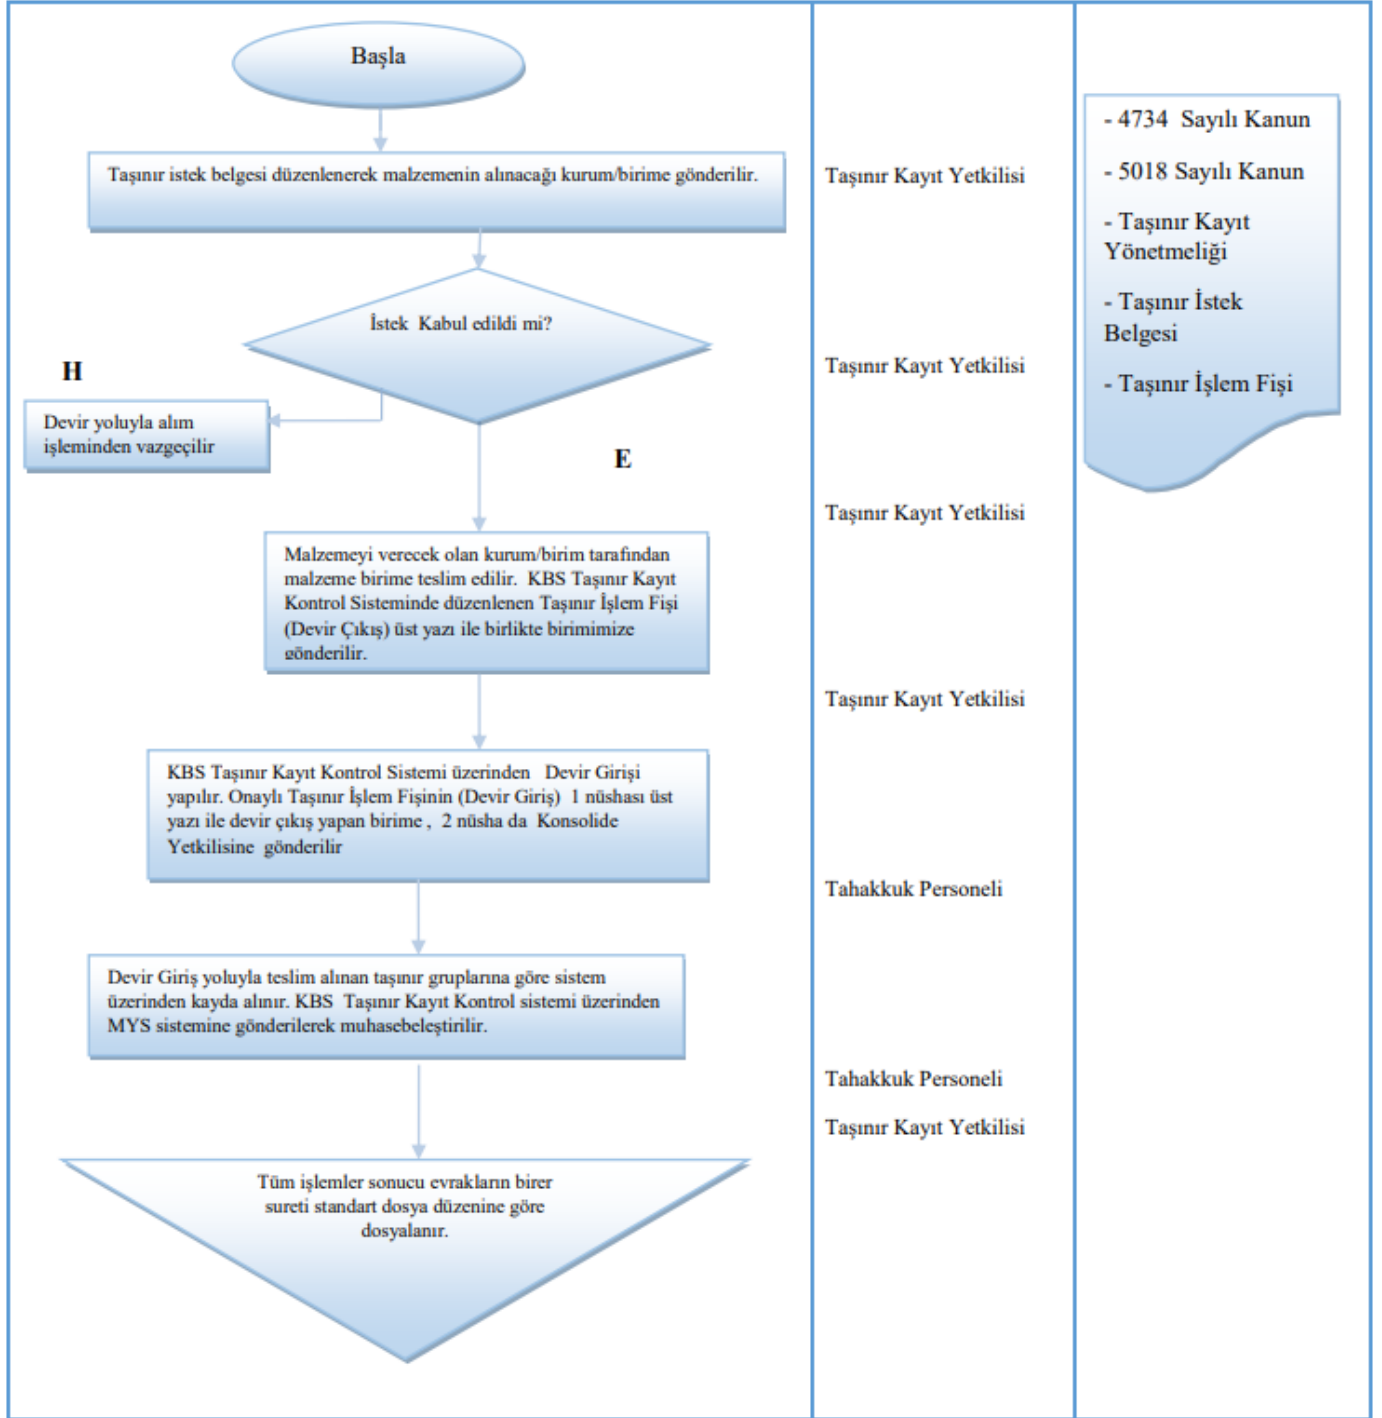 Başla
Taşınır istek belgesi düzenlenerek malzemenin alınacağı kurum/birime gönderilir.
İstek Kabul edildi mi?
H
Devir yoluyla alım
işleminden vazgeçilir
E
Malzemeyi verecek olan kurum/birim tarafından
malzeme birime teslim edilir. KBS Taşınır Kayıt
Kontrol Sisteminde düzenlenen Taşınır İşlem Fişi
(Devir Çıkış) üst yazı ile birlikte birimimize
gönderilir.
KBS Taşınır Kayıt Kontrol Sistemi üzerinden Devir Girişi
yapılır. Onaylı Taşınır İşlem Fişinin (Devir Giriş) 1 nüshası üst
yazı ile devir çıkış yapan birime , 2 nüsha da Konsolide
Yetkilisine gönderilir
Devir Giriş yoluyla teslim alınan taşınır gruplarına göre sistem
üzerinden kayda alınır. KBS Taşınır Kayıt Kontrol sistemi üzerinden
MYS sistemine gönderilerek muhasebeleştirilir.
Tüm işlemler sonucu evrakların birer
sureti standart dosya düzenine göre
dosyalanır.
Taşınır Kayıt Yetkilisi
Taşınır Kayıt Yetkilisi
Taşınır Kayıt Yetkilisi
Taşınır Kayıt Yetkilisi
Tahakkuk Personeli
Tahakkuk Personeli
Taşınır Kayıt Yetkilisi
- 4734 Sayılı Kanun
- 5018 Sayılı Kanun
- Taşınır Kayıt
Yönetmeliği
- Taşınır İstek
Belgesi
- Taşınır İşlem Fişi